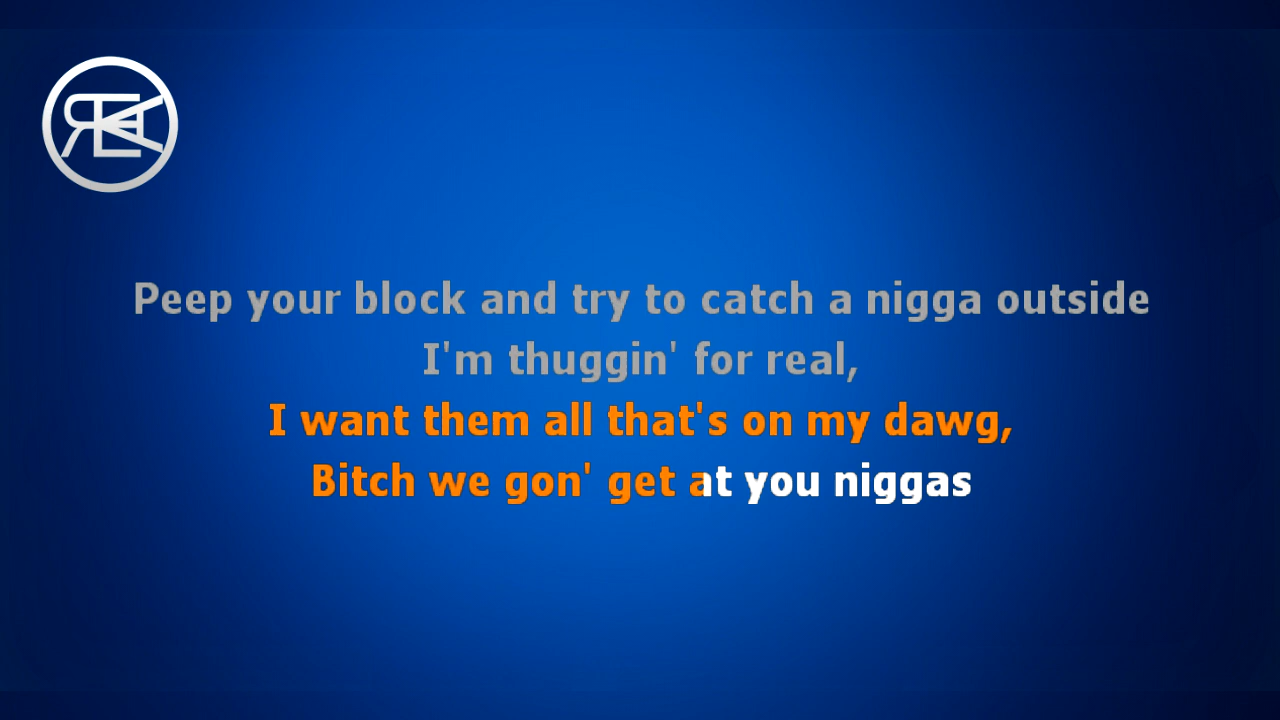 Peep your block and try to catch a nigga outside
I'm thuggin' for real,
I want them all that's on my dawg,
Bitch we gon' get at you niggas